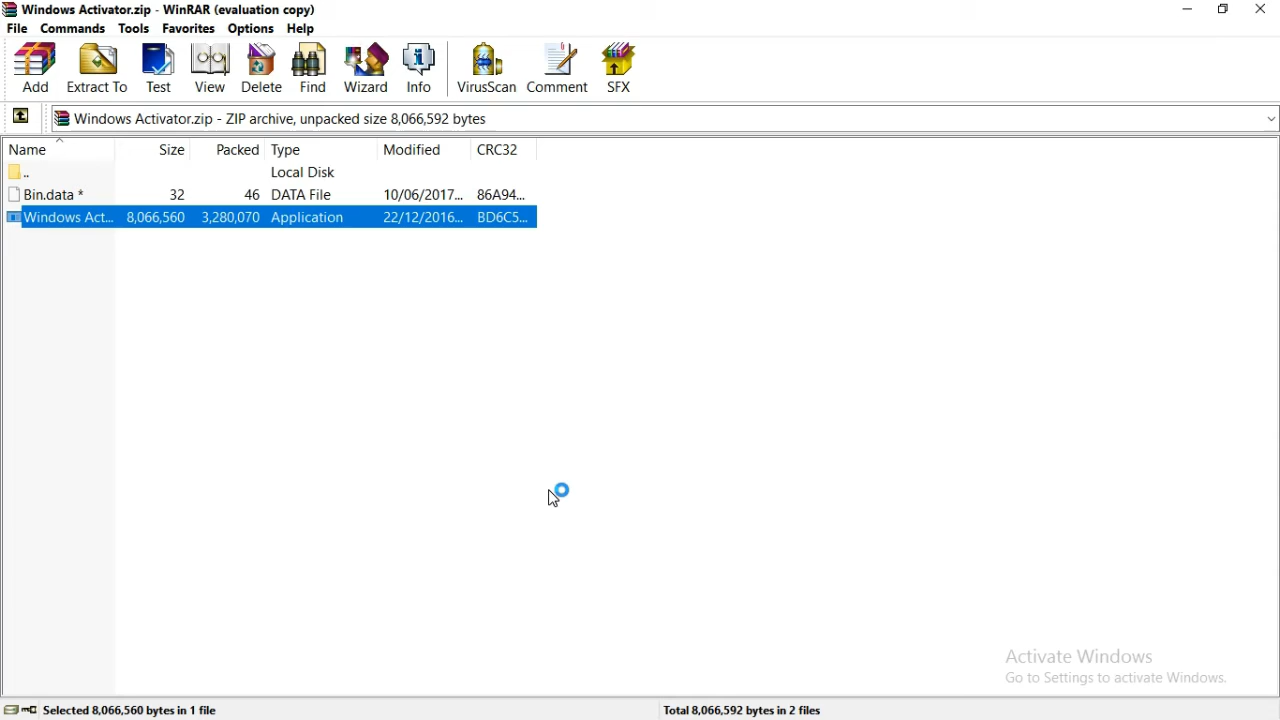 Windows Activator.zip - WinRAR (evaluation copy)
File Commands Tools Favorites Options Help
Add Extract To Test View Delete Find Wizard Info VirusScan Comment SFX
Windows Activator.zip - ZIP archive, unpacked size 8,066,592 bytes
Name Size Packed Type Modified CRC32
.. Local Disk
Bin.data * 32 46 DATA File 10/06/2017... 86A94...
Windows Act... 8,066,560 3,280,070 Application 22/12/2016... BD6C5...
Activate Windows
Go to Settings to activate Windows.
Selected 8,066,560 bytes in 1 file Total 8,066,592 bytes in 2 files